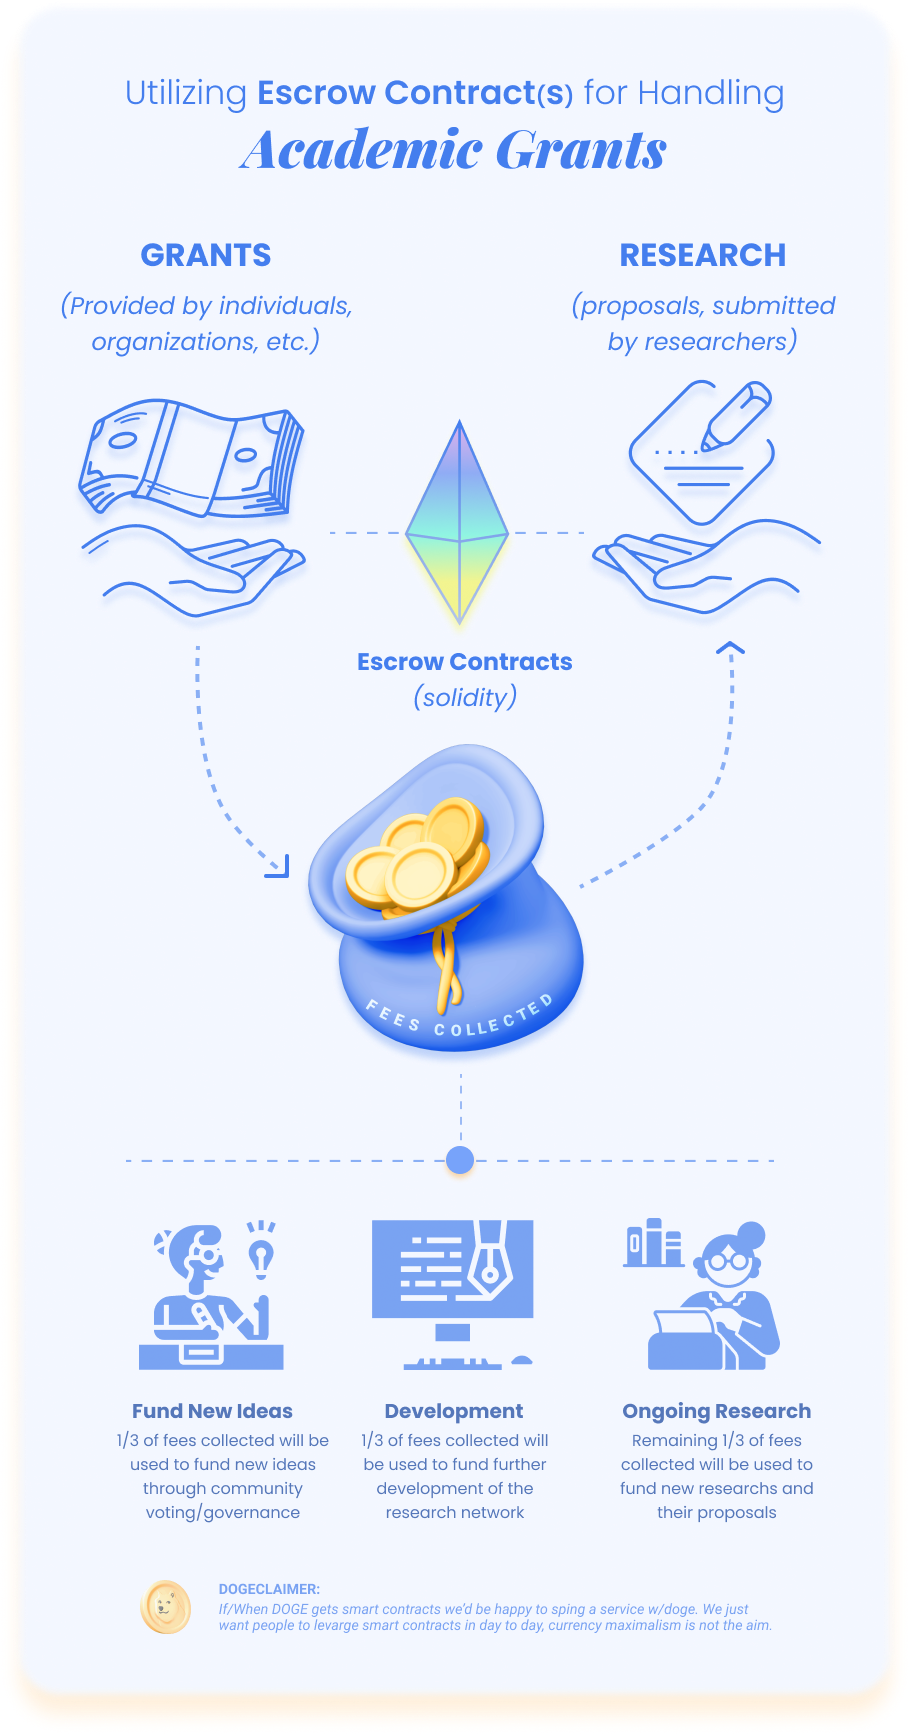 Utilizing Escrow Contract(s) for Handling
Academic Grants
GRANTS
(Provided by individuals,
organizations, etc.)
RESEARCH
(proposals, submitted
by researchers)
Escrow Contracts
(solidity)
FEES COLLECTED
Fund New Ideas
1/3 of fees collected will be
used to fund new ideas
through community
voting/governance
Development
1/3 of fees collected will
be used to fund further
development of the
research network
Ongoing Research
Remaining 1/3 of fees
collected will be used to
fund new researchs and
their proposals
DOGECLAIMER:
If/When DOGE gets smart contracts we'd be happy to sping a service w/doge. We just
want people to levarge smart contracts in day to day, currency maximalism is not the aim.